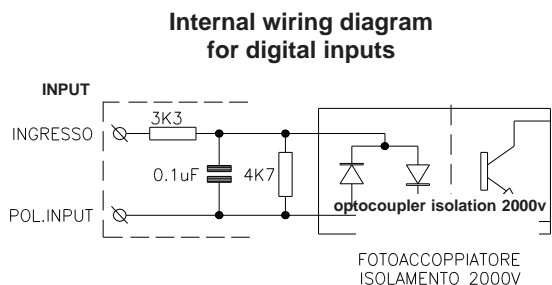 Internal wiring diagram
for digital inputs
INPUT
3K3
INGRESSO
0.1uF
4K7
optocoupler isolation 2000v
POL.INPUT
FOTOACCOPPIATORE
ISOLAMENTO 2000V